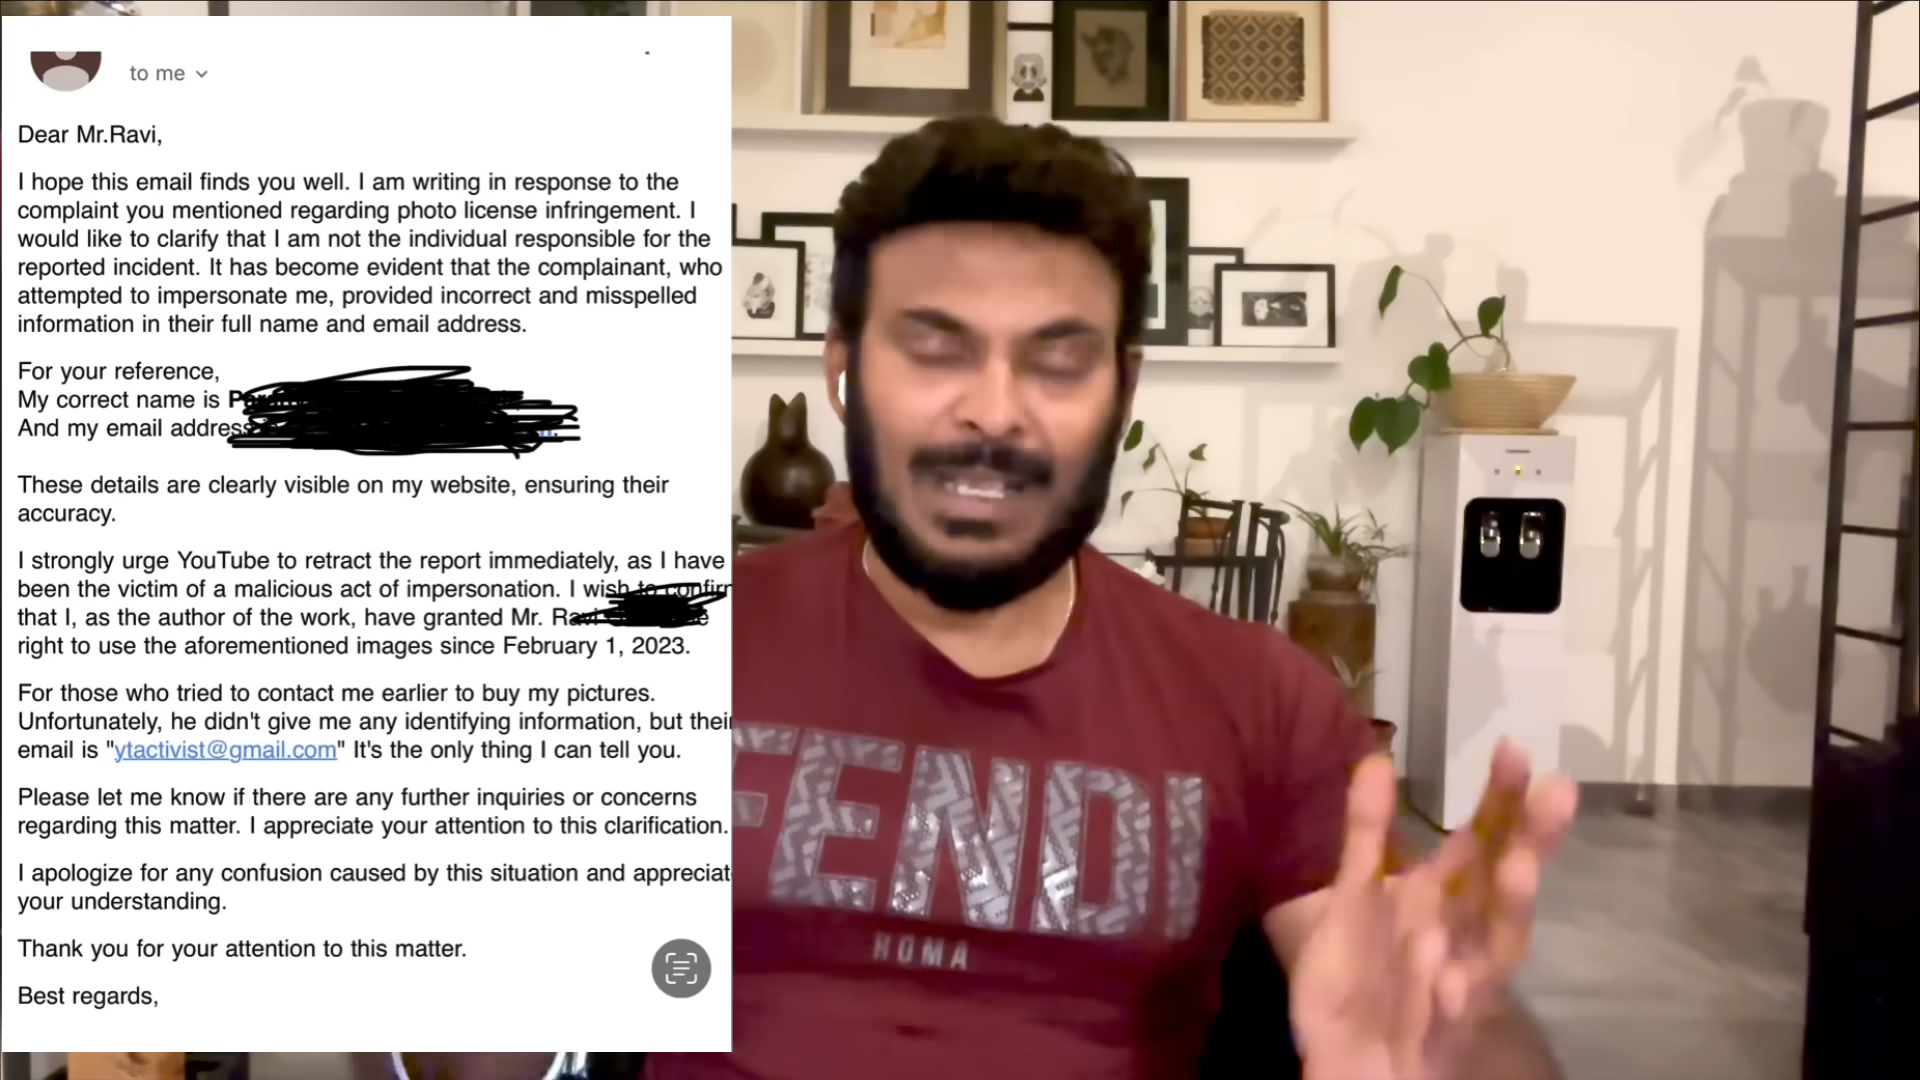 to me
Dear Mr.Ravi,
I hope this email finds you well. I am writing in response to the
complaint you mentioned regarding photo license infringement. I
would like to clarify that I am not the individual responsible for the
reported incident. It has become evident that the complainant, who
attempted to impersonate me, provided incorrect and misspelled
information in their full name and email address.
For your reference,
My correct name is
And my email address
These details are clearly visible on my website, ensuring their
accuracy.
I strongly urge YouTube to retract the report immediately, as I have
been the victim of a malicious act of impersonation. I wish to confirm
that I, as the author of the work, have granted Mr. Ravi
right to use the aforementioned images since February 1, 2023.
For those who tried to contact me earlier to buy my pictures.
Unfortunately, he didn't give me any identifying information, but their
email is "ytactivist@gmail.com" It's the only thing I can tell you.
Please let me know if there are any further inquiries or concerns
regarding this matter. I appreciate your attention to this clarification.
I apologize for any confusion caused by this situation and appreciat
your understanding.
Thank you for your attention to this matter.
Best regards,
FENDI
ROMA